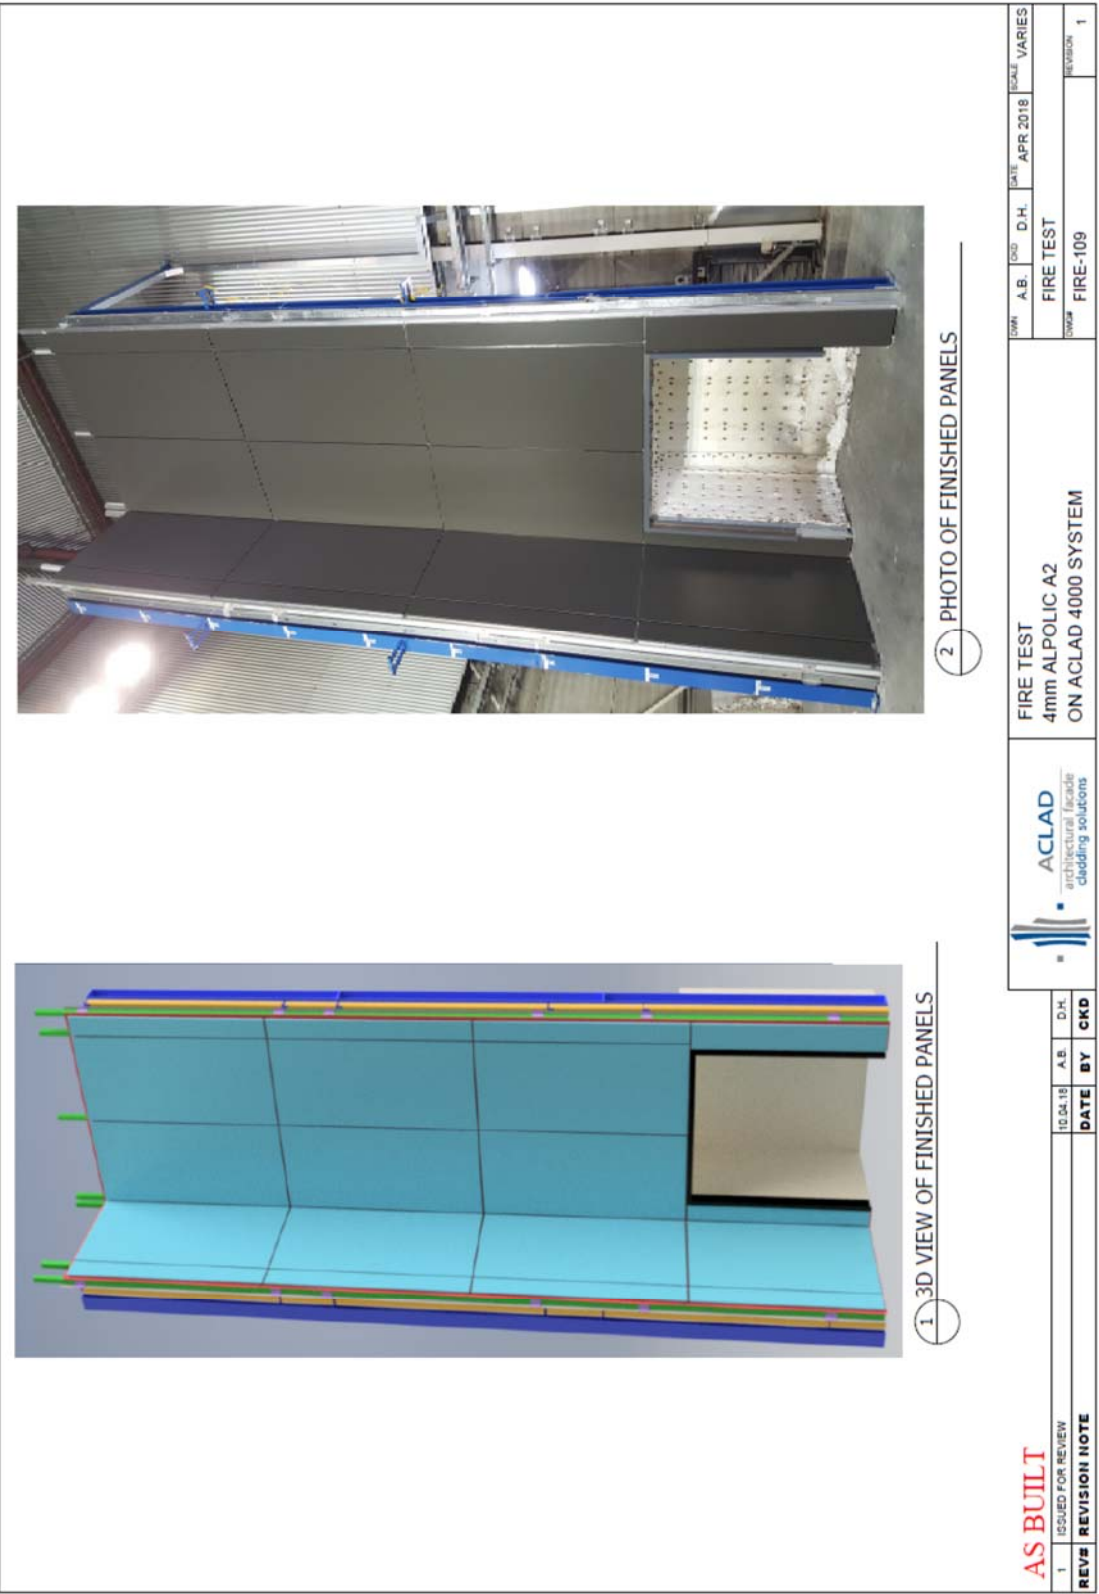 1 3D VIEW OF FINISHED PANELS
2 PHOTO OF FINISHED PANELS
AS BUILT
1 ISSUED FOR REVIEW 10.04.18 A.B. D.H.
REV# REVISION NOTE DATE BY CKD
ACLAD
architectural facade
cladding solutions
FIRE TEST
4mm ALPOLIC A2
ON ACLAD 4000 SYSTEM
DWN A.B. CKD D.H. DATE APR 2018 SCALE VARIES
FIRE TEST
DWG# FIRE-109 REVISION 1